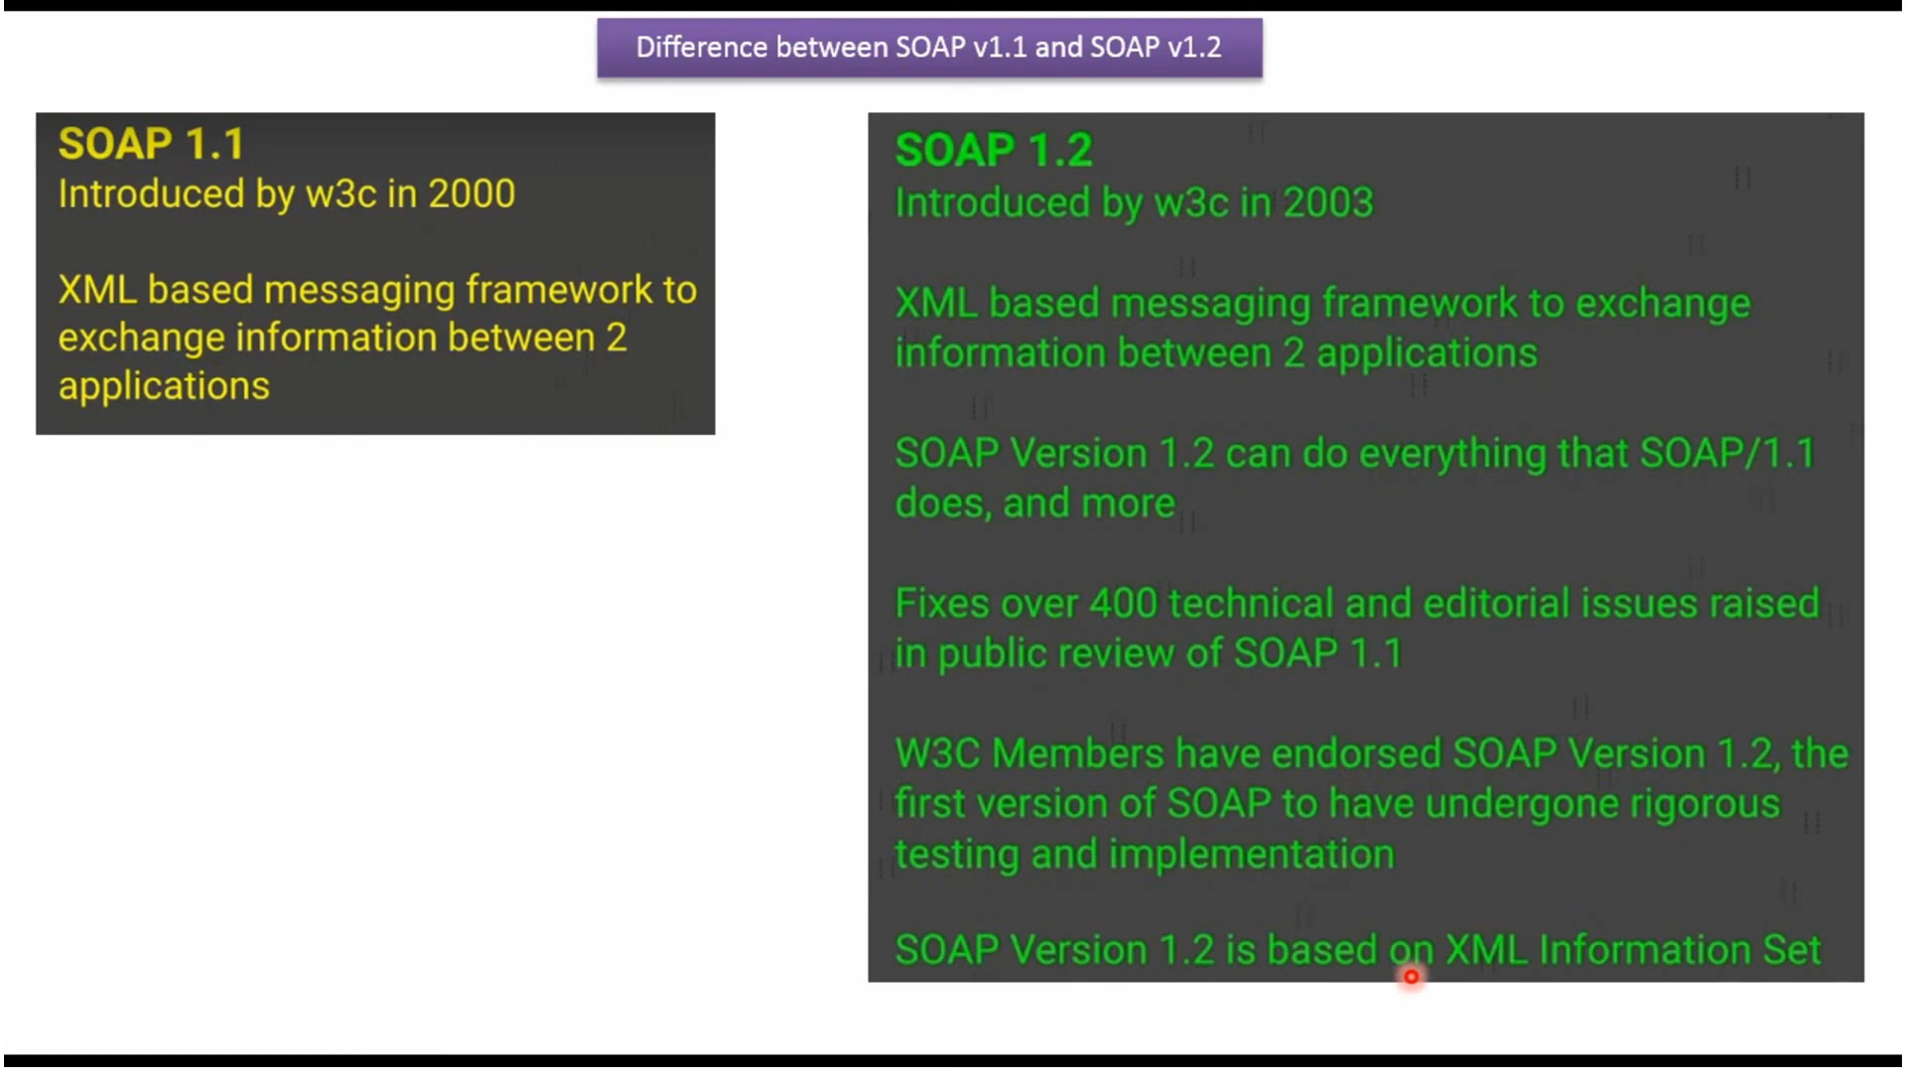 Difference between SOAP v1.1 and SOAP v1.2
SOAP 1.1
Introduced by w3c in 2000
XML based messaging framework to
exchange information between 2
applications
SOAP 1.2
Introduced by w3c in 2003
XML based messaging framework to exchange
information between 2 applications
SOAP Version 1.2 can do everything that SOAP/1.1
does, and more
Fixes over 400 technical and editorial issues raised
in public review of SOAP 1.1
W3C Members have endorsed SOAP Version 1.2, the
first version of SOAP to have undergone rigorous
testing and implementation
SOAP Version 1.2 is based on XML Information Set